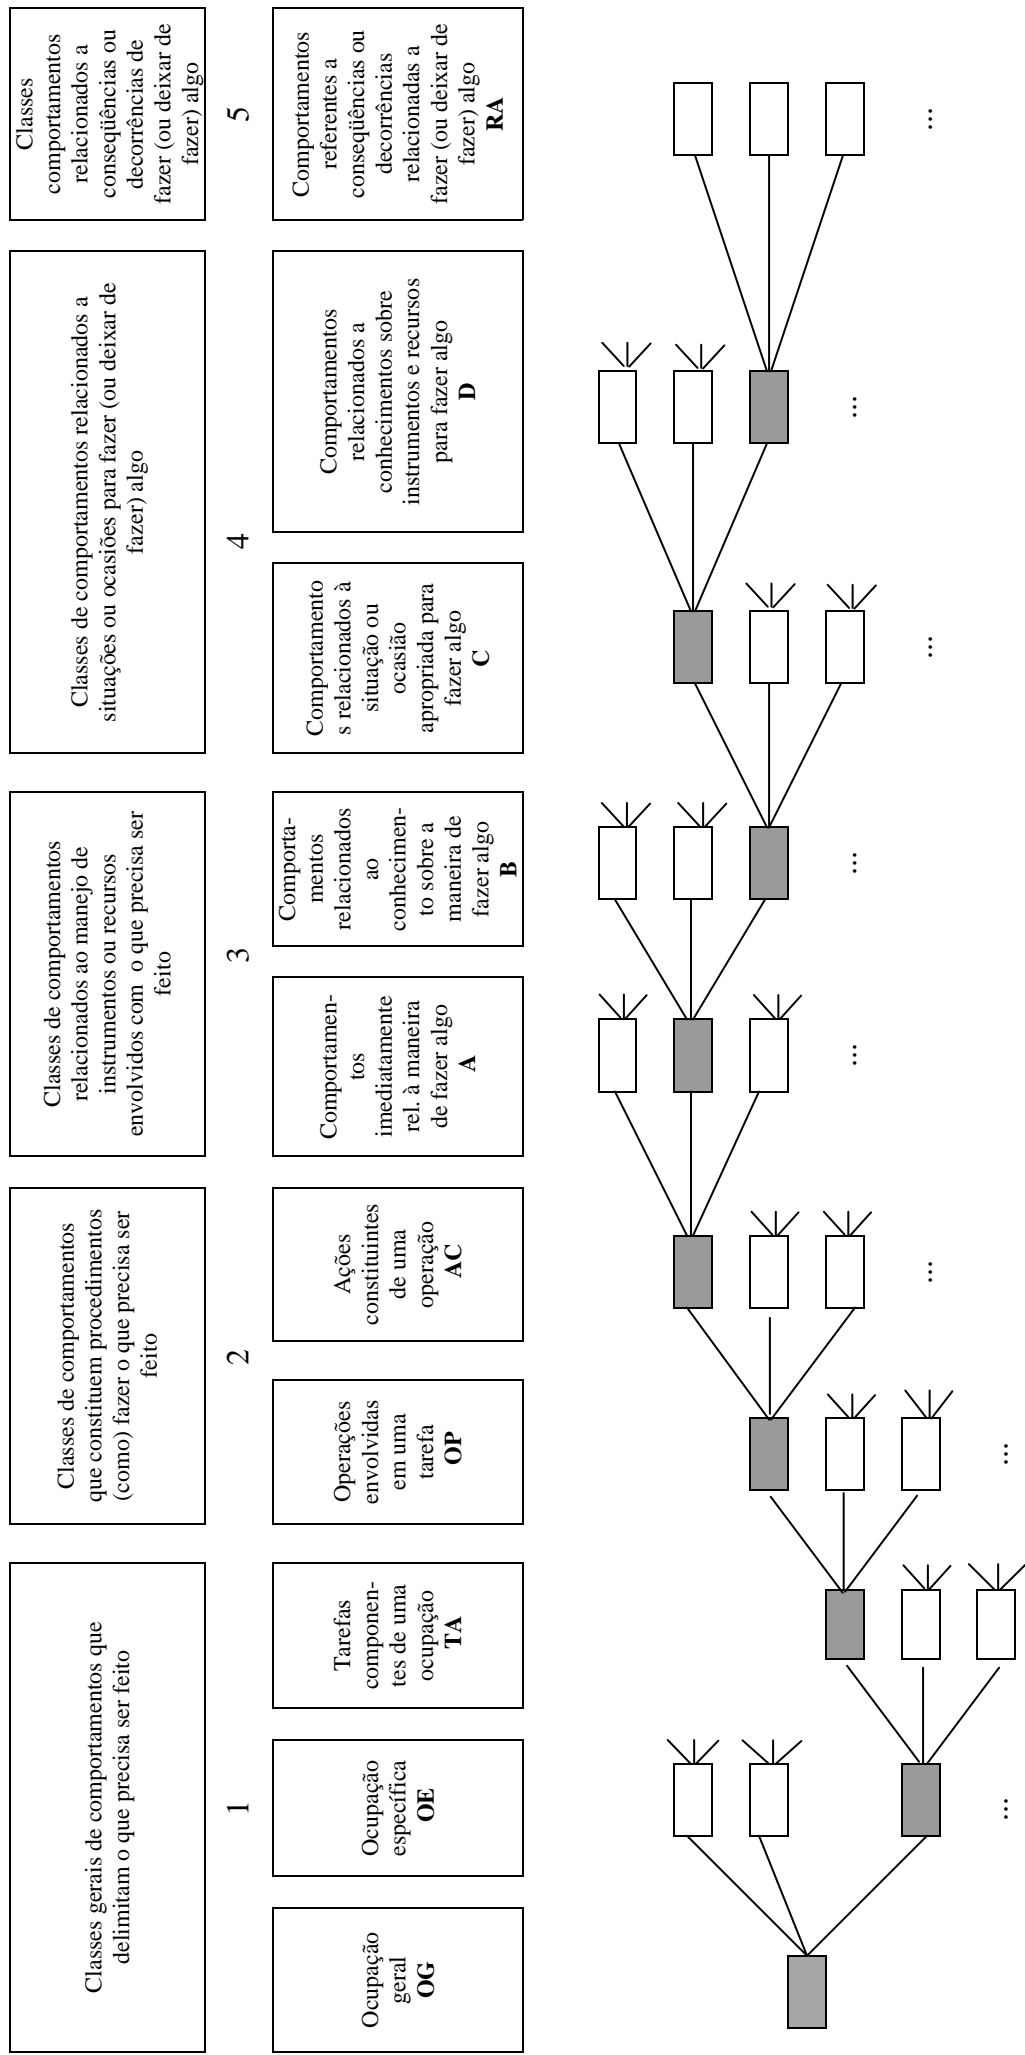 Classes gerais de comportamentos que
delimitam o que precisa ser feito
Classes de comportamentos
que constituem procedimentos
(como) fazer o que precisa ser
feito
Classes de comportamentos
relacionados ao manejo de
instrumentos ou recursos
envolvidos com o que precisa ser
feito
Classes de comportamentos relacionados a
situações ou ocasiões para fazer (ou deixar de
fazer) algo
Classes
comportamentos
relacionados a
conseqüências ou
decorrências de
fazer (ou deixar de
fazer) algo
1
2
3
4
5
Ocupação
geral
OG
Ocupação
específica
OE
Tarefas
componen-
tes de uma
ocupação
TA
Operações
envolvidas
em uma
tarefa
OP
Ações
constituintes
de uma
operação
AC
Comportamen-
tos
imediatamente
rel. à maneira
de fazer algo
A
Comporta-
mentos
relacionados
ao
conhecimen-
to sobre a
maneira de
fazer algo
B
Comportamento
s relacionados à
situação ou
ocasião
apropriada para
fazer algo
C
Comportamentos
relacionados a
conhecimentos sobre
instrumentos e recursos
para fazer algo
D
Comportamentos
referentes a
conseqüências ou
decorrências
relacionadas a
fazer (ou deixar de
fazer) algo
RA
...
...
...
...
...
...
...
...